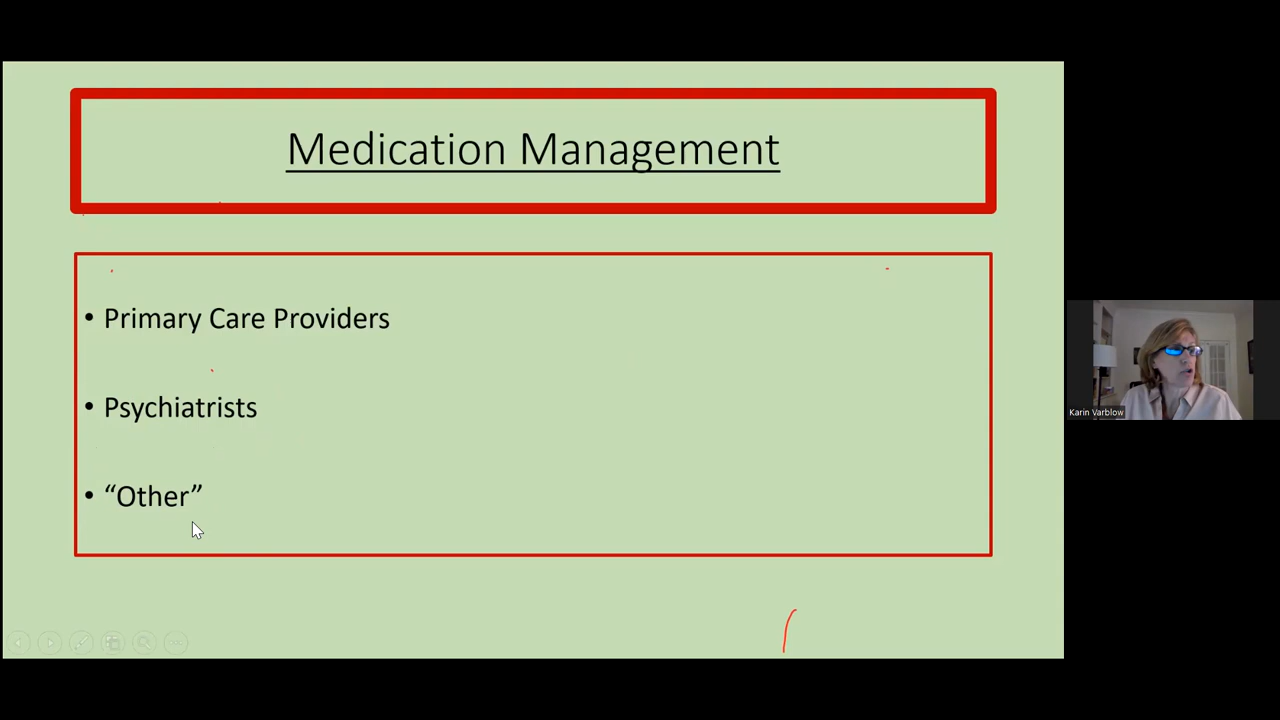 Medication Management
• Primary Care Providers
• Psychiatrists
• “Other”
Karin Varblow